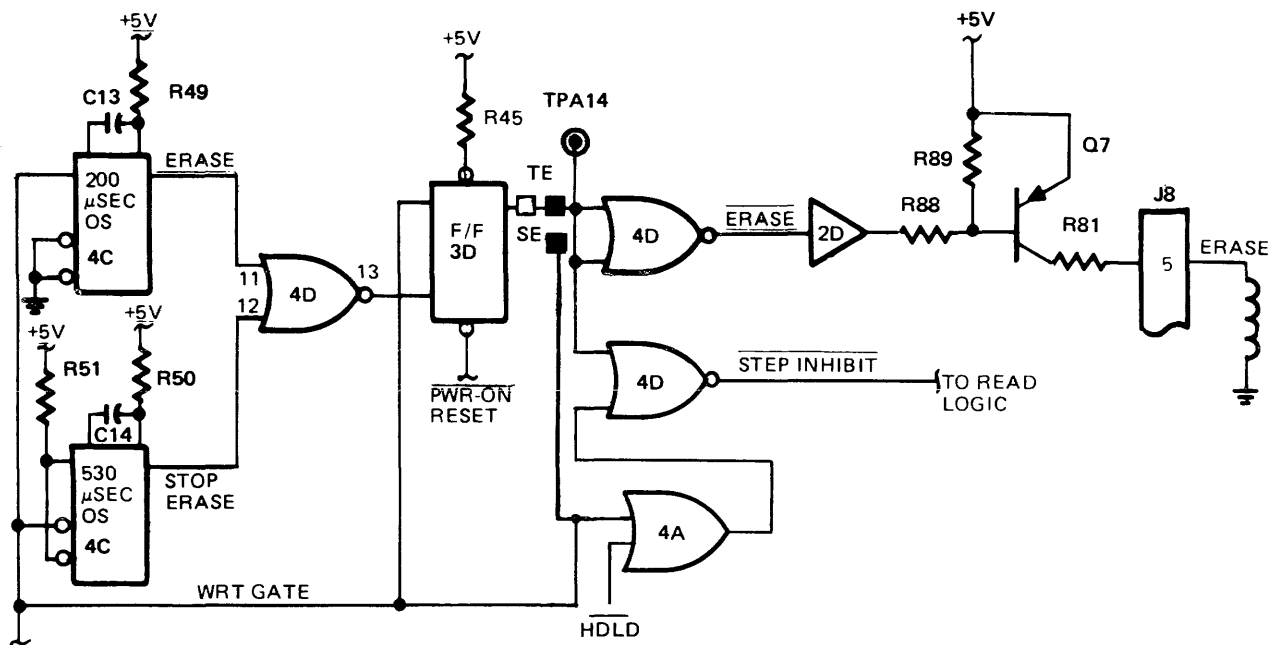 +5V
C13
R49
200
µSEC
OS
4C
ERASE
+5V
R51
+5V
R50
C14
530
µSEC
OS
4C
STOP
ERASE
11
12
4D
13
+5V
R45
F/F
3D
PWR-ON
RESET
WRT GATE
TPA14
TE
SE
4D
ERASE
2D
R88
+5V
R89
Q7
R81
J8
5
ERASE
4D
STEP INHIBIT
TO READ
LOGIC
4A
HDLD